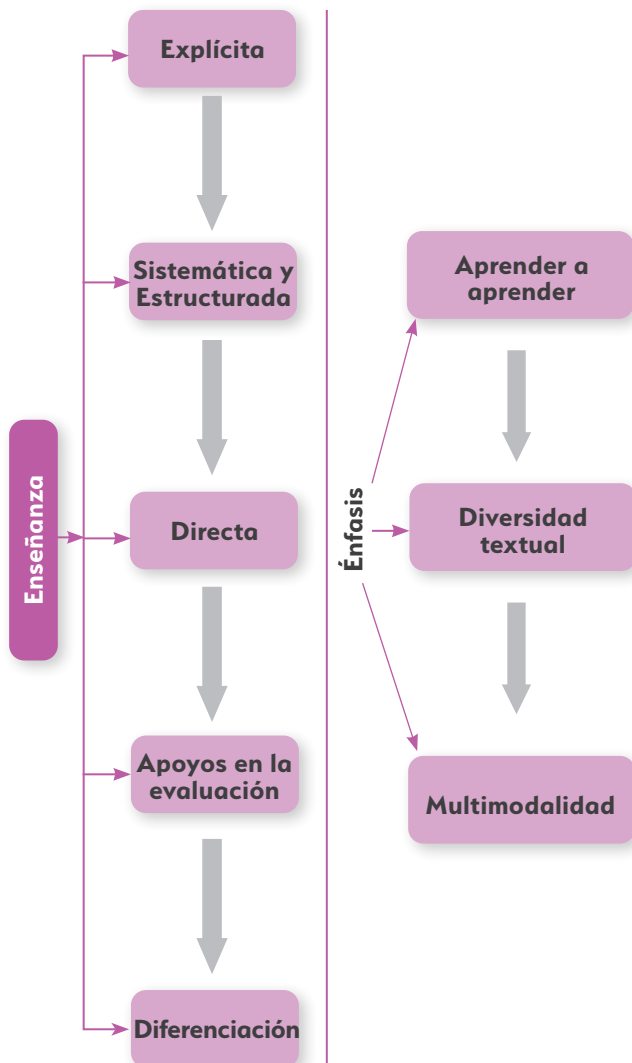 Enseñanza
Explícita
Sistemática y
Estructurada
Directa
Apoyos en la
evaluación
Diferenciación
Énfasis
Aprender a
aprender
Diversidad
textual
Multimodalidad